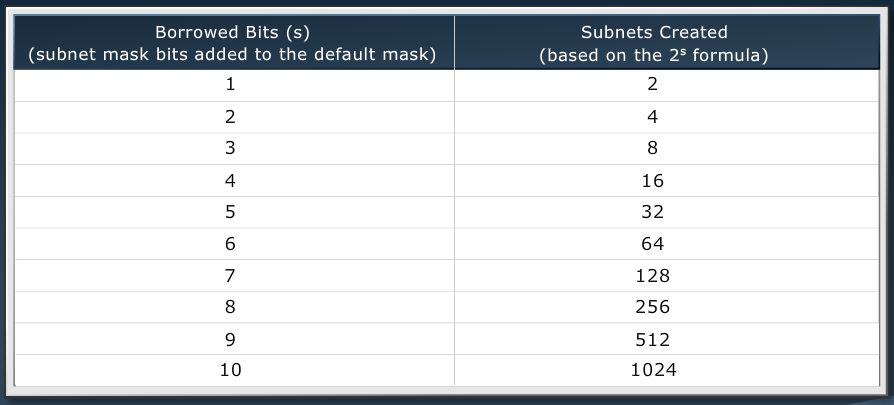 Borrowed Bits (s)
(subnet mask bits added to the default mask)
Subnets Created
(based on the 2ˢ formula)
1 2
2 4
3 8
4 16
5 32
6 64
7 128
8 256
9 512
10 1024